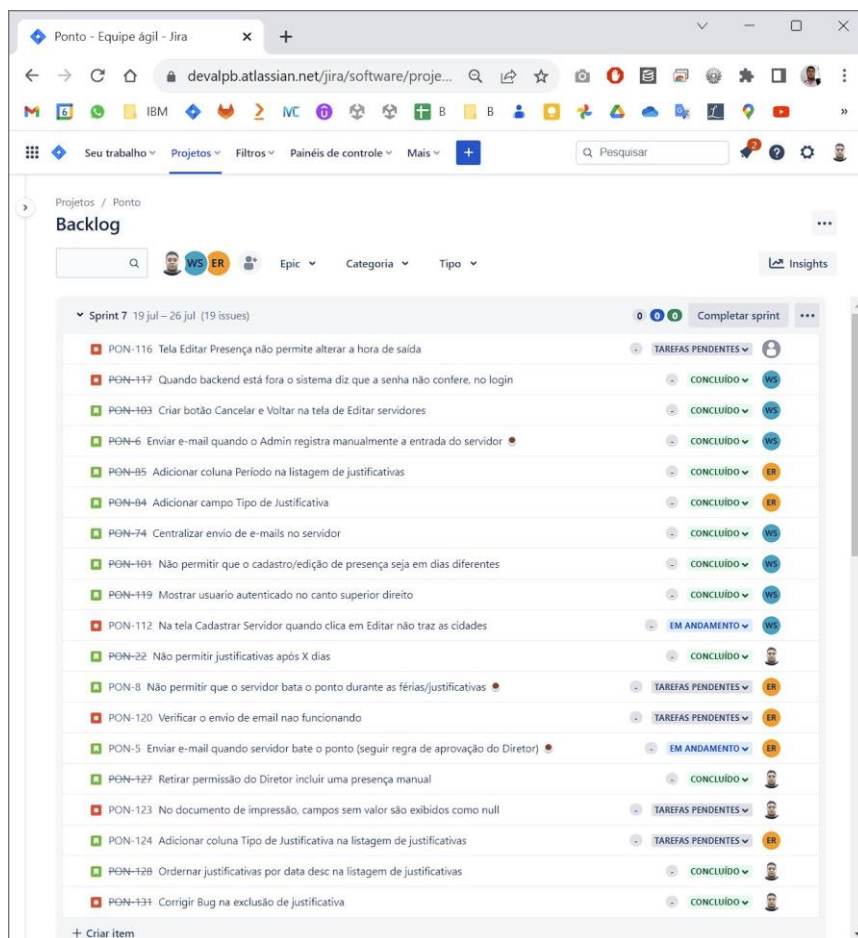 Ponto - Equipe ágil - Jira
devalpb.atlassian.net/jira/software/proje...
6 IBM B B
Seu trabalho Projetos Filtros Painéis de controle Mais + Pesquisar 2
Projetos / Ponto
Backlog
WS ER Epic Categoria Tipo Insights
Sprint 7 19 jul – 26 jul (19 issues) 0 0 0 Completar sprint
PON-116 Tela Editar Presença não permite alterar a hora de saída - TAREFAS PENDENTES
PON-117 Quando backend está fora o sistema diz que a senha não confere, no login - CONCLUÍDO WS
PON-103 Criar botão Cancelar e Voltar na tela de Editar servidores - CONCLUÍDO WS
PON-6 Enviar e-mail quando o Admin registra manualmente a entrada do servidor - CONCLUÍDO WS
PON-85 Adicionar coluna Período na listagem de justificativas - CONCLUÍDO ER
PON-84 Adicionar campo Tipo de Justificativa - CONCLUÍDO ER
PON-74 Centralizar envio de e-mails no servidor - CONCLUÍDO WS
PON-101 Não permitir que o cadastro/edição de presença seja em dias diferentes - CONCLUÍDO WS
PON-119 Mostrar usuario autenticado no canto superior direito - CONCLUÍDO WS
PON-112 Na tela Cadastrar Servidor quando clica em Editar não traz as cidades - EM ANDAMENTO WS
PON-22 Não permitir justificativas após X dias - CONCLUÍDO
PON-8 Não permitir que o servidor bata o ponto durante as férias/justificativas - TAREFAS PENDENTES ER
PON-120 Verificar o envio de email nao funcionando - TAREFAS PENDENTES ER
PON-5 Enviar e-mail quando servidor bate o ponto (seguir regra de aprovação do Diretor) - EM ANDAMENTO ER
PON-127 Retirar permissão do Diretor incluir uma presença manual - CONCLUÍDO
PON-123 No documento de impressão, campos sem valor são exibidos como null - TAREFAS PENDENTES
PON-124 Adicionar coluna Tipo de Justificativa na listagem de justificativas - TAREFAS PENDENTES ER
PON-128 Ordernar justificativas por data desc na listagem de justificativas - CONCLUÍDO
PON-131 Corrigir Bug na exclusão de justificativa - CONCLUÍDO
+ Criar item